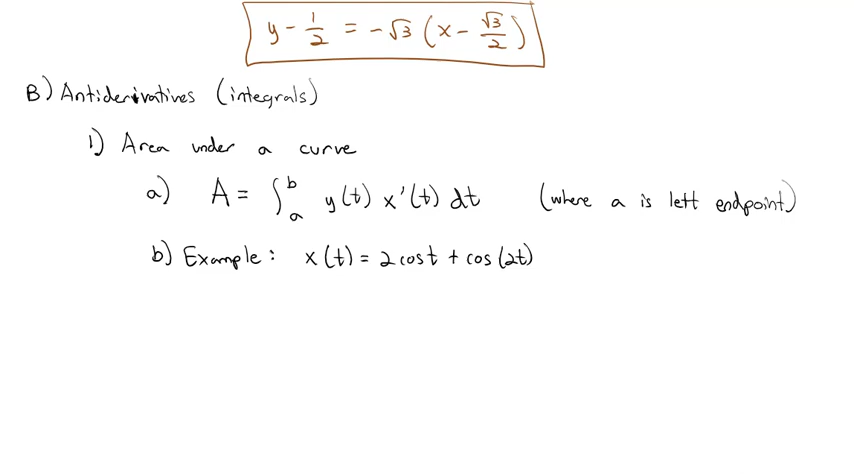 y - 1/2 = -√3 (x - √3/2)
B) Antiderivatives (integrals)
1) Area under a curve
a) A = ∫ₐᵇ y(t) x'(t) dt (where a is left endpoint)
b) Example: x(t) = 2cost + cos(2t)